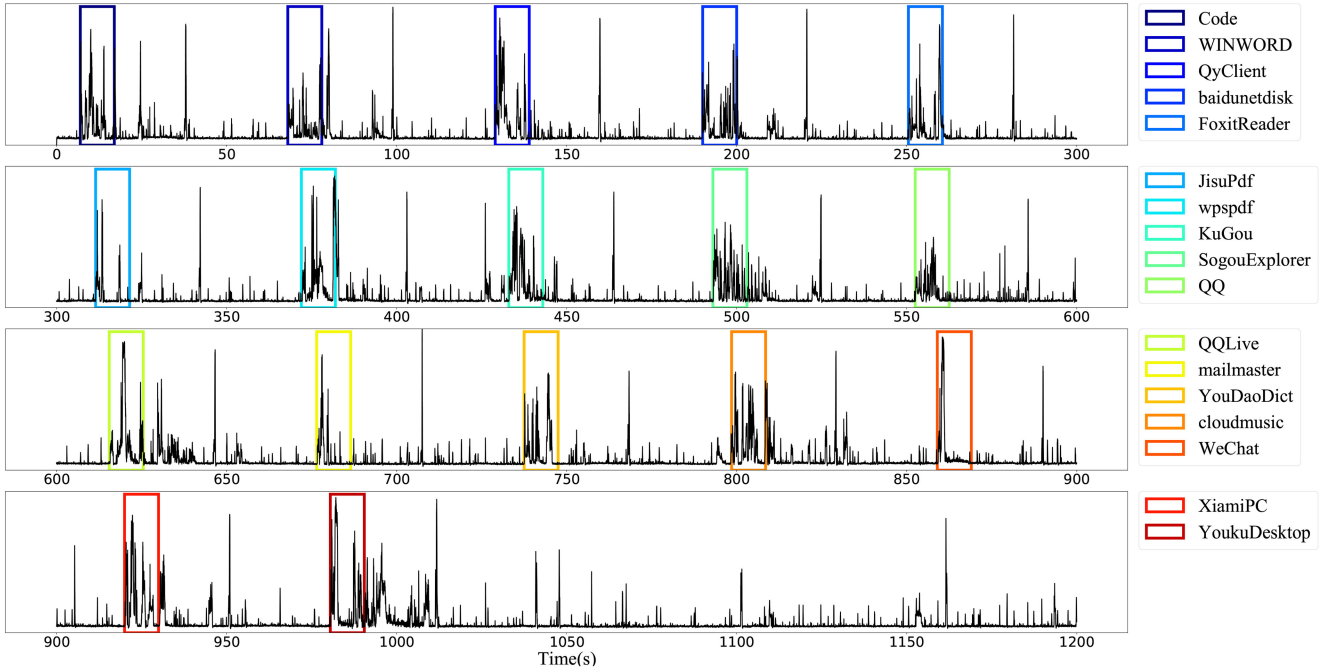 Code
WINWORD
QyClient
baidunetdisk
FoxitReader
0 50 100 150 200 250 300
JisuPdf
wpspdf
KuGou
SogouExplorer
QQ
300 350 400 450 500 550 600
QQLive
mailmaster
YouDaoDict
cloudmusic
WeChat
600 650 700 750 800 850 900
XiamiPC
YoukuDesktop
900 950 1000 1050 1100 1150 1200
Time(s)